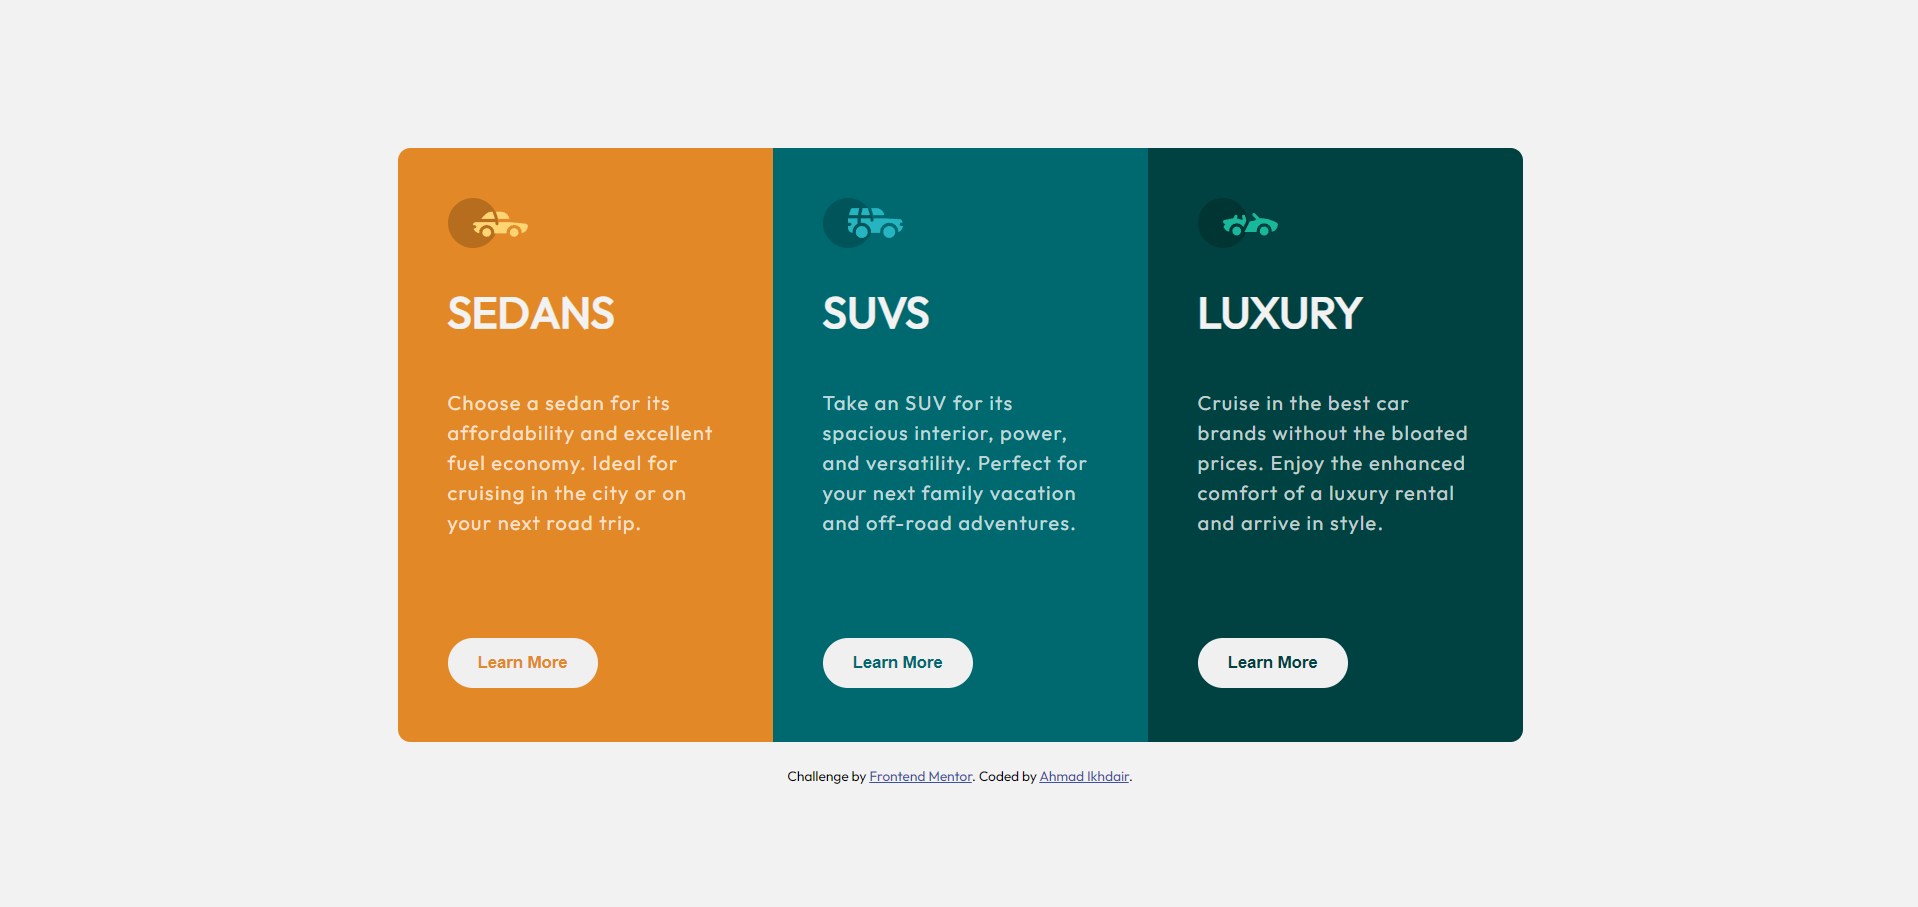 SEDANS
Choose a sedan for its
affordability and excellent
fuel economy. Ideal for
cruising in the city or on
your next road trip.
Learn More
SUVS
Take an SUV for its
spacious interior, power,
and versatility. Perfect for
your next family vacation
and off-road adventures.
Learn More
LUXURY
Cruise in the best car
brands without the bloated
prices. Enjoy the enhanced
comfort of a luxury rental
and arrive in style.
Learn More
Challenge by Frontend Mentor. Coded by Ahmad Ikhdair.